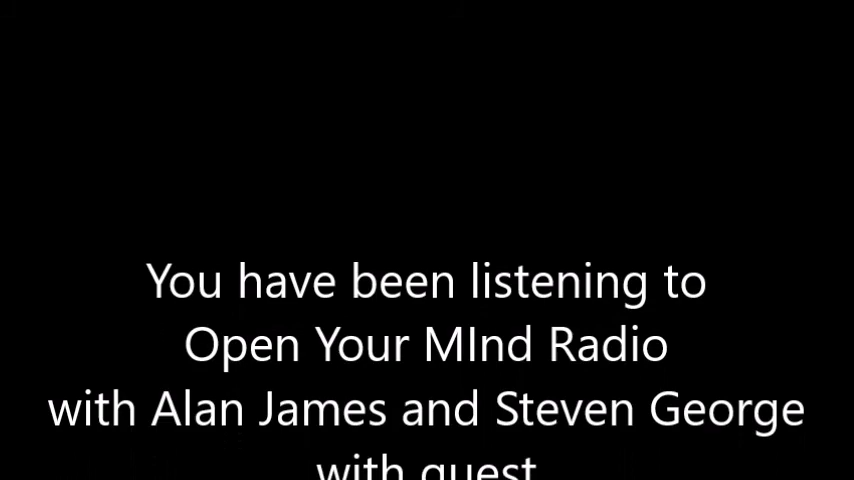 You have been listening to
Open Your MInd Radio
with Alan James and Steven George
with guest